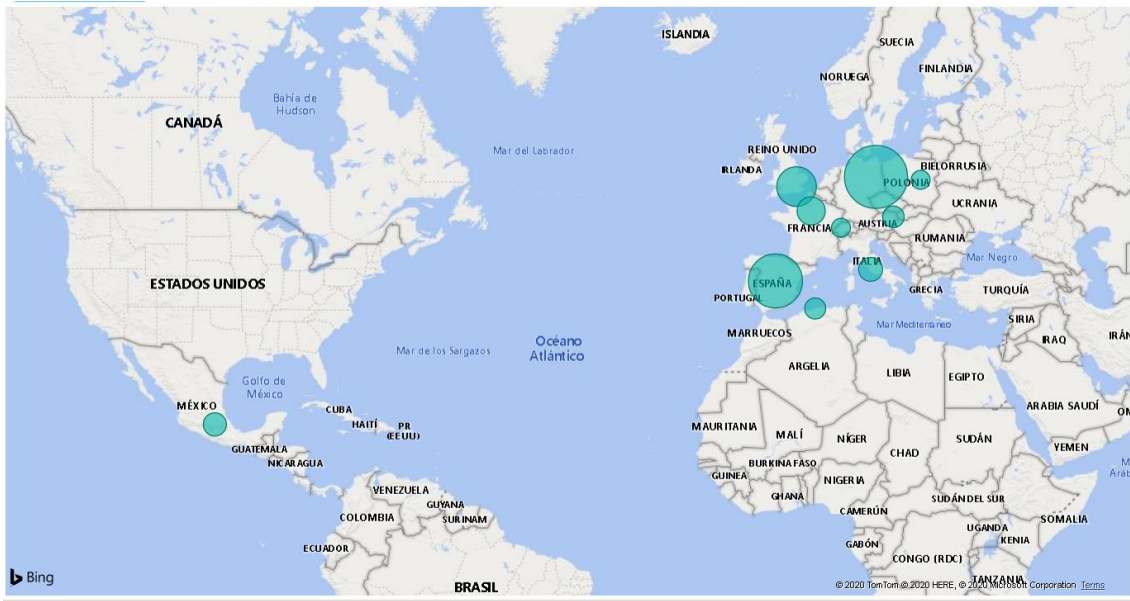 ISLANDIA
SUECIA
FINLANDIA
NORUEGA
Bahía de
Hudson
CANADÁ
Mar del Labrador
REINO UNIDO
IRLANDA
BIELORRUSIA
POLONIA
UCRANIA
FRANCIA
AUSTRIA
RUMANIA
ITALIA
Mar Negro
ESTADOS UNIDOS
ESPAÑA
GRECIA
TURQUÍA
PORTUGAL
SIRIA
Mar Mediterráneo
MARRUECOS
IRAQ
IRÁN
Océano
Atlántico
Mar de los Sargazos
ARGELIA
LIBIA
EGIPTO
Golfo de
México
MÉXICO
CUBA
HAITÍ
PR
(EEUU)
ARABIA SAUDÍ
OM
MAURITANIA
MALÍ
NÍGER
SUDÁN
CHAD
YEMEN
GUATEMALA
NICARAGUA
BURKINA FASO
M
Aráb
GUINEA
NIGERIA
GHANA
VENEZUELA
GUYANA
SURINAM
COLOMBIA
SUDÁN DEL SUR
CAMERÚN
SOMALIA
UGANDA
KENIA
ECUADOR
GABÓN
CONGO (RDC)
TANZANIA
BRASIL
Bing
© 2020 TomTom © 2020 HERE, © 2020 Microsoft Corporation Terms